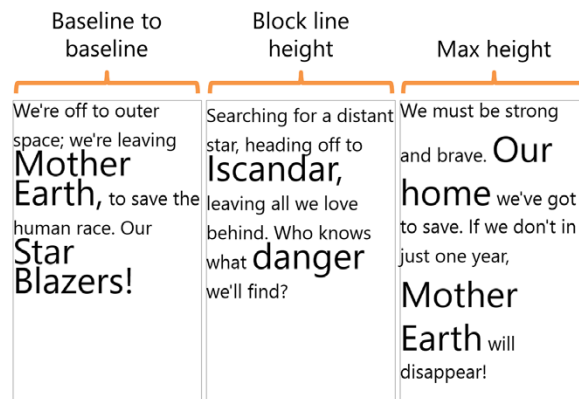 Baseline to
baseline
We're off to outer
space; we're leaving
Mother
Earth, to save the
human race. Our
Star
Blazers!
Block line
height
Searching for a distant
star, heading off to
Iscandar,
leaving all we love
behind. Who knows
what danger
we'll find?
Max height
We must be strong
and brave. Our
home we've got
to save. If we don't in
just one year,
Mother
Earth will
disappear!